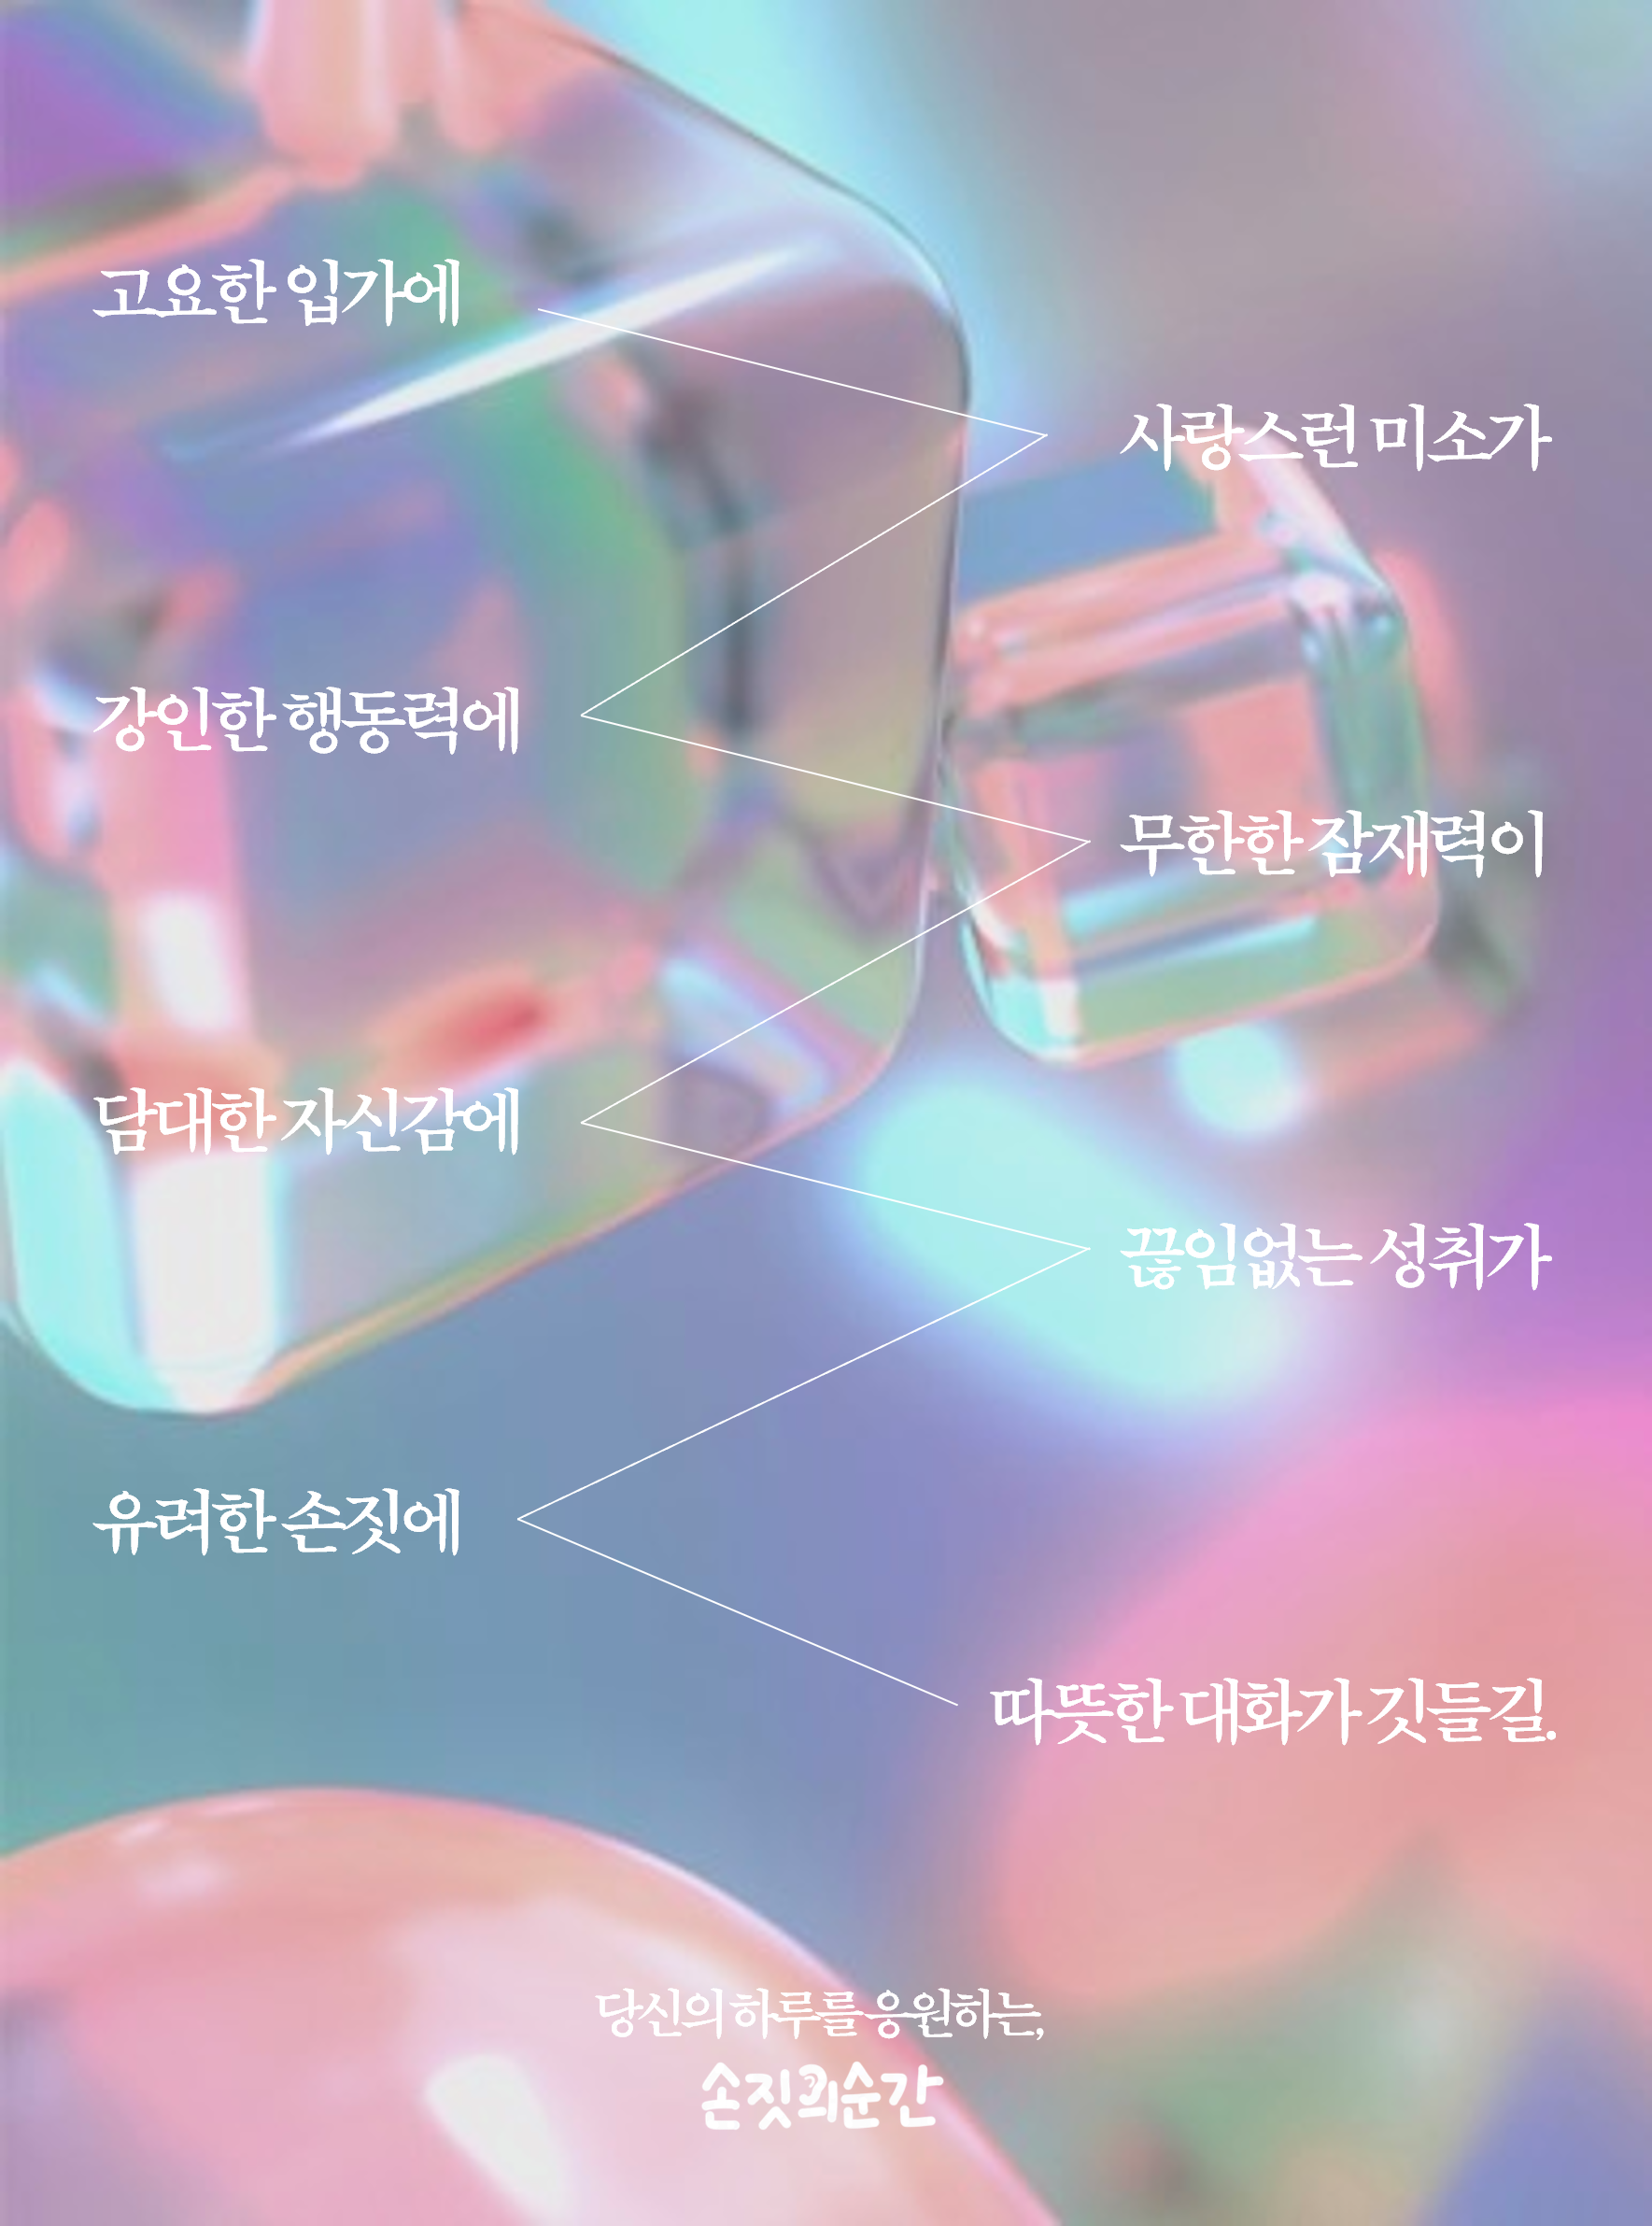 고요한 입가에
사랑스런 미소가
강인한 행동력에
무한한 잠재력이
담대한 자신감에
끊임없는 성취가
유려한 손짓에
따뜻한 대화가 깃들길.
당신의 하루를 응원하는,
손짓의순간